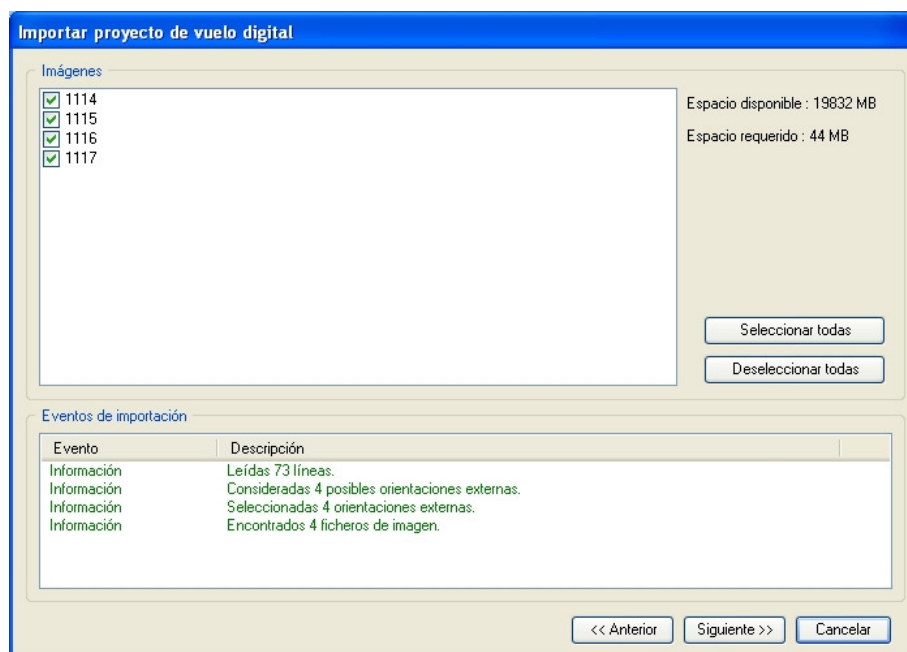 Importar proyecto de vuelo digital
Imágenes
1114
1115
1116
1117
Espacio disponible : 19832 MB
Espacio requerido : 44 MB
Seleccionar todas
Deseleccionar todas
Eventos de importación
Evento Descripción
Información Leídas 73 líneas.
Información Consideradas 4 posibles orientaciones externas.
Información Seleccionadas 4 orientaciones externas.
Información Encontrados 4 ficheros de imagen.
<< Anterior Siguiente >> Cancelar